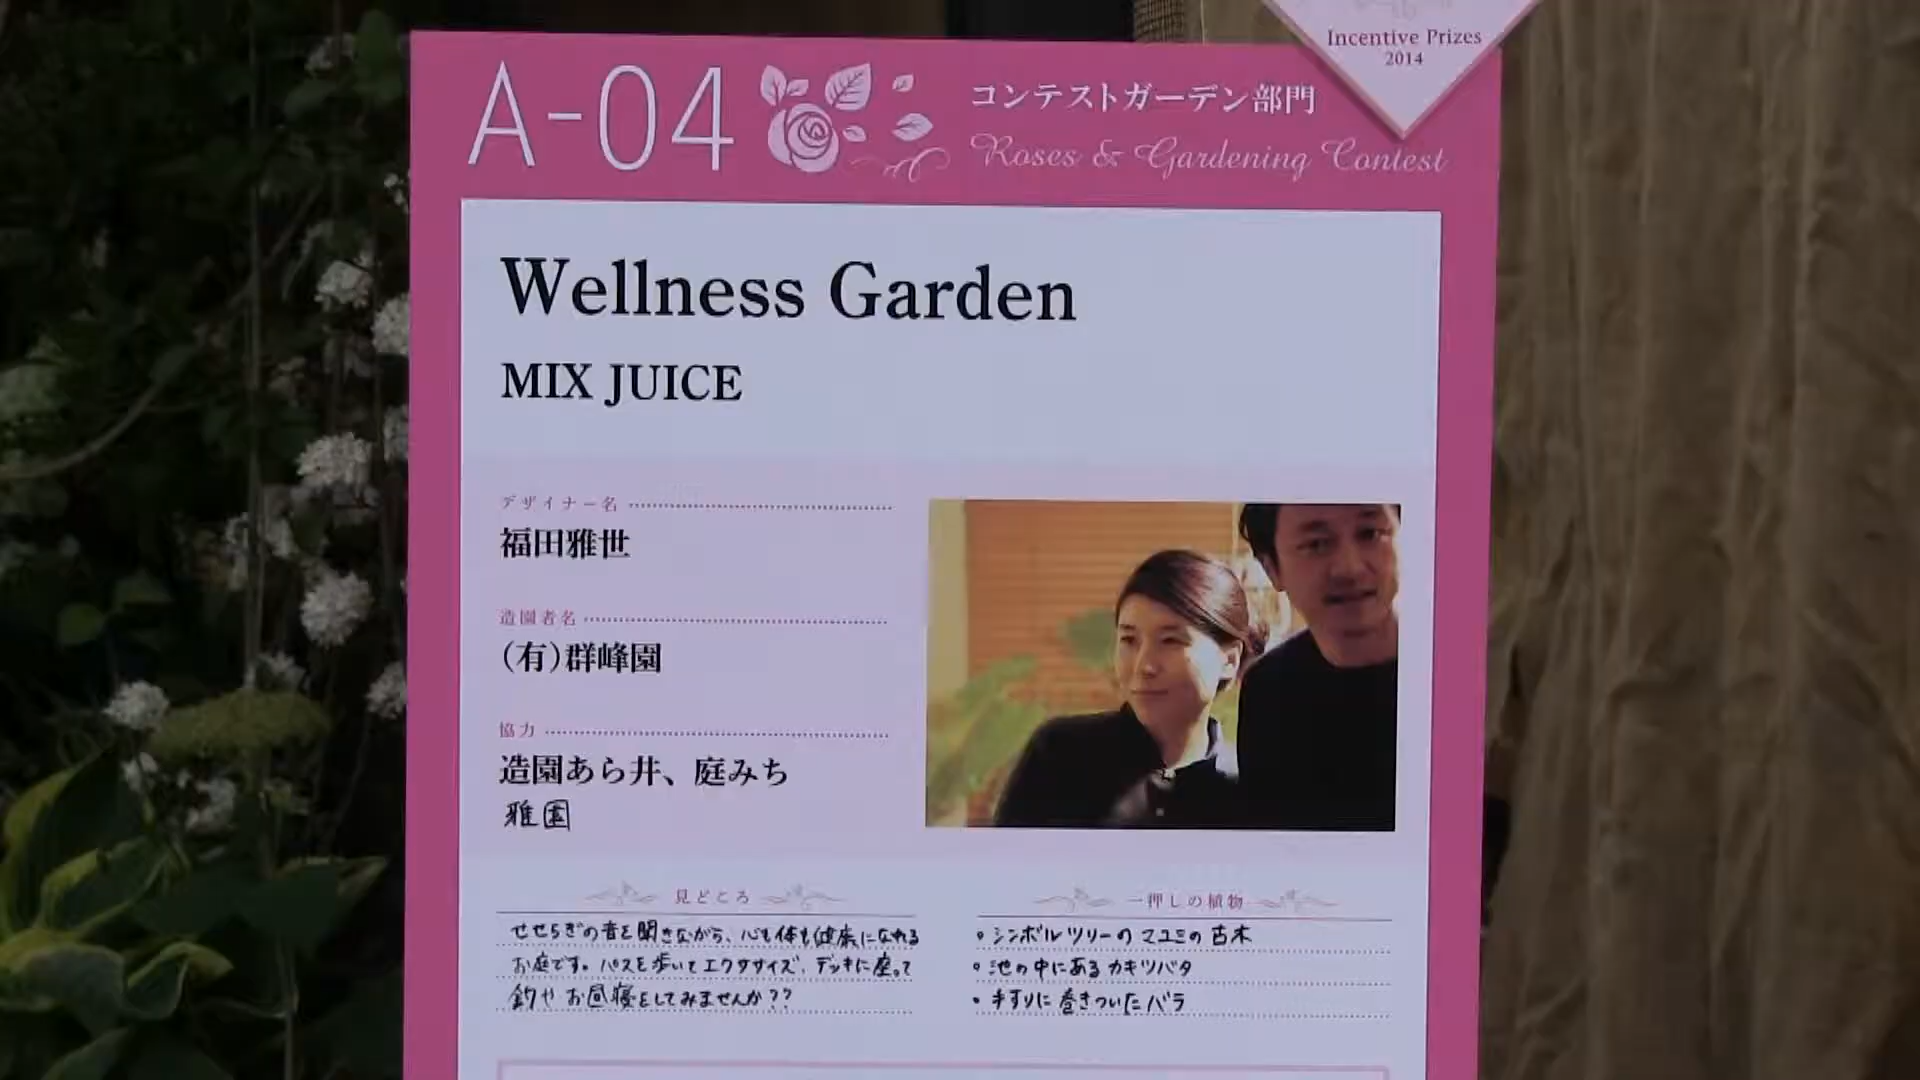 Incentive Prizes
2014
A-04
コンテストガーデン部門
Roses & Gardening Contest
Wellness Garden
MIX JUICE
デザイナー名
福田雅世
造園者名
(有)群峰園
協力
造園あら井、庭みち
雅園
見どころ
せせらぎの音を聞きながら、心も体も健康になれる
お庭です。パスを歩いてエクササイズ、デッキに座って
釣や お昼寝をしてみませんか??
一押しの植物
・シンボルツリーの マユミの古木
・池の中にある カキツバタ
・手すりに巻きついたバラ